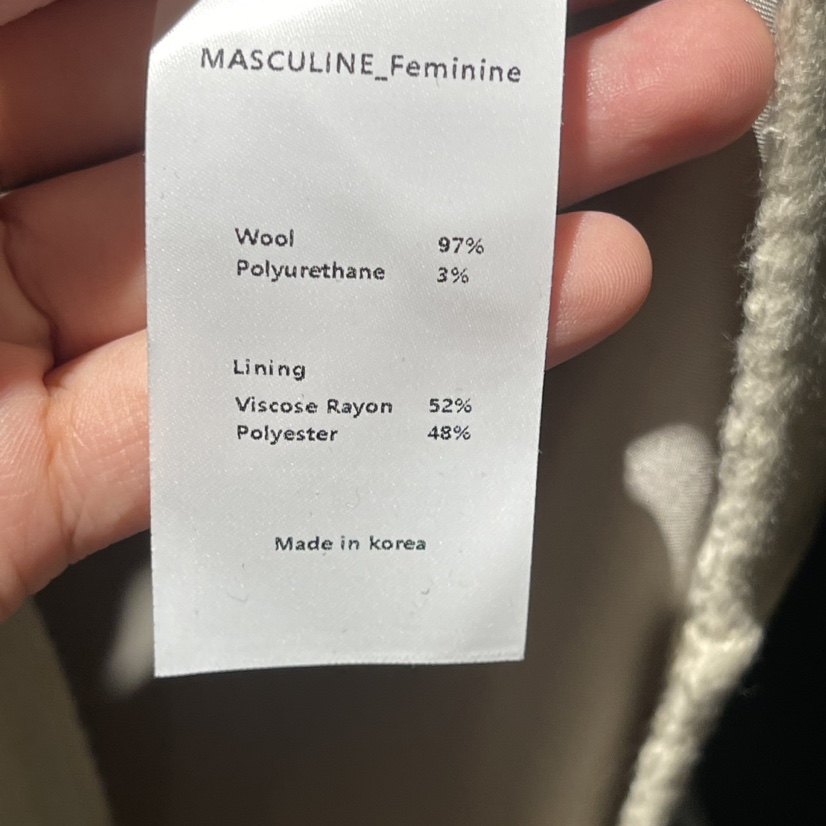 MASCULINE_Feminine
Wool 97%
Polyurethane 3%
Lining
Viscose Rayon 52%
Polyester 48%
Made in korea